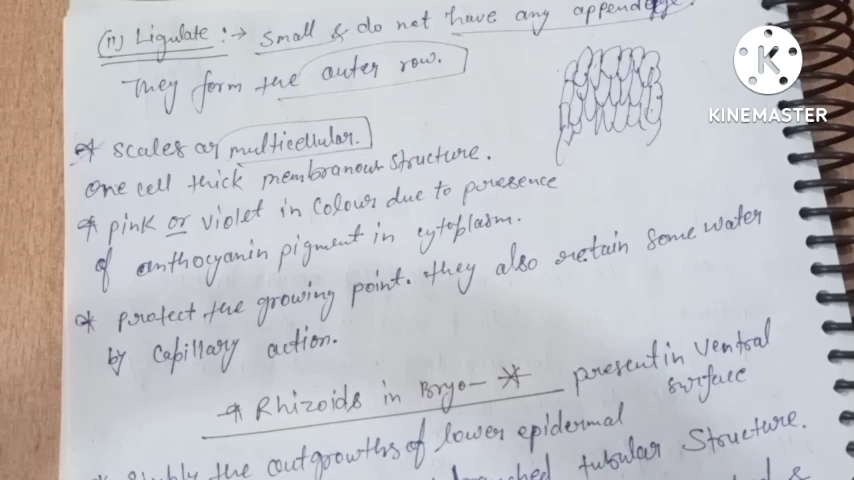 (ii) Ligulate :→ small & do not have any appendage.
They form the outer row.
KINEMASTER
* scales ar multicellular.
one cell thick membranous structure.
* pink or violet in colour due to presence
of anthocyanin pigment in cytoplasm.
* protect the growing point. they also retain some water
by capillary action.
* Rhizoids in Bryo- * present in ventral
surface
* simply the outgrowths of lower epidermal
tubular structure.
&